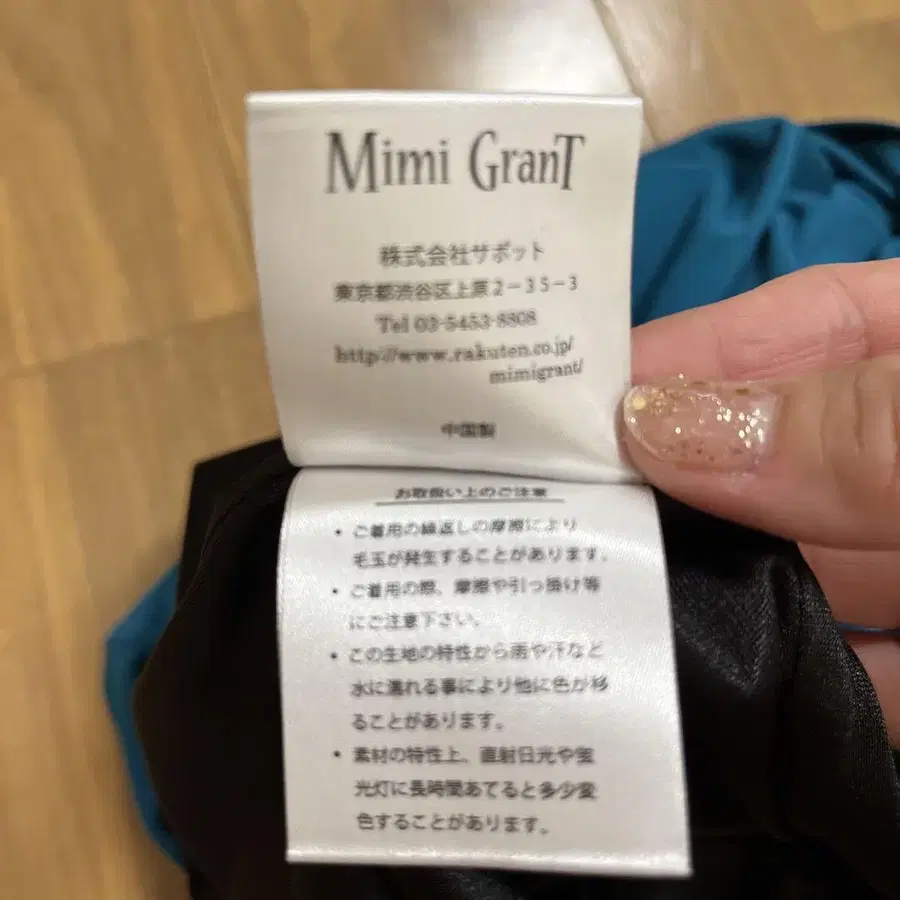 Mimi GranT
株式会社サボット
東京都渋谷区上原2-35-3
Tel 03-5453-8808
http://www.rakuten.co.jp/
mimigrant/
中国製
お取扱い上のご注意
• ご着用の繰返しの摩擦により
毛玉が発生することがあります。
• ご着用の際、摩擦や引っ掛け等
にご注意下さい。
• この生地の特性から雨や汗など
水に濡れる事により他に色が移
ることがあります。
• 素材の特性上、直射日光や蛍
光灯に長時間あてると多少変
色することがあります。